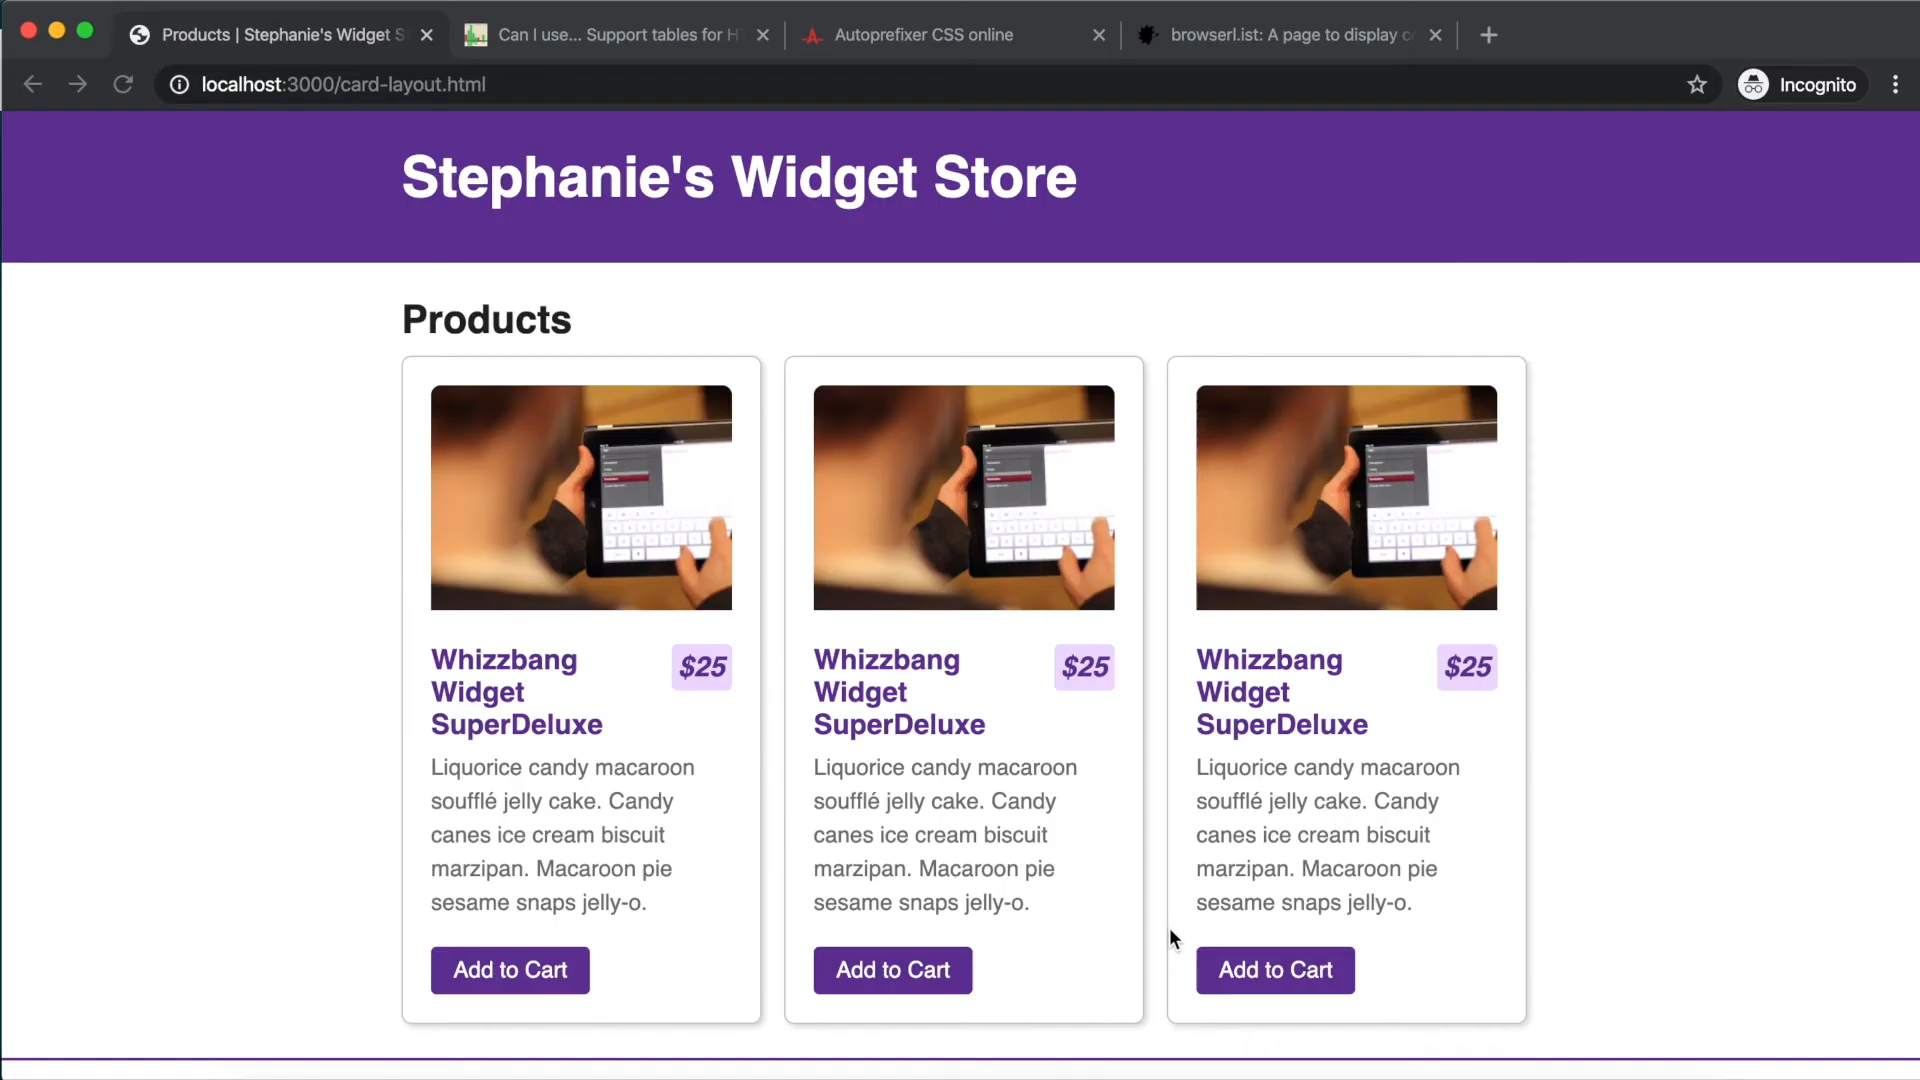 Products | Stephanie's Widget S
Can I use... Support tables for H
Autoprefixer CSS online
browserl.ist: A page to display c
localhost:3000/card-layout.html
Incognito
Stephanie's Widget Store
Products
Whizzbang
Widget
SuperDeluxe
$25
Liquorice candy macaroon
soufflé jelly cake. Candy
canes ice cream biscuit
marzipan. Macaroon pie
sesame snaps jelly-o.
Add to Cart
Whizzbang
Widget
SuperDeluxe
$25
Liquorice candy macaroon
soufflé jelly cake. Candy
canes ice cream biscuit
marzipan. Macaroon pie
sesame snaps jelly-o.
Add to Cart
Whizzbang
Widget
SuperDeluxe
$25
Liquorice candy macaroon
soufflé jelly cake. Candy
canes ice cream biscuit
marzipan. Macaroon pie
sesame snaps jelly-o.
Add to Cart